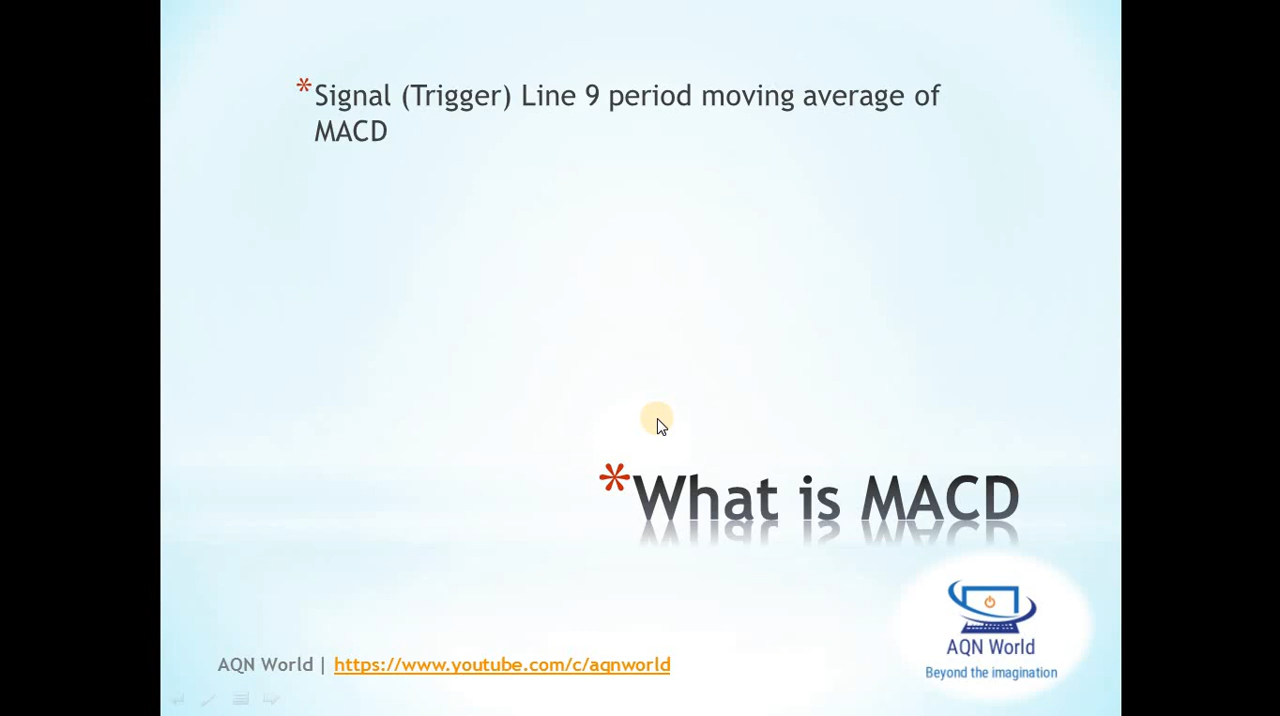 *Signal (Trigger) Line 9 period moving average of
MACD
*What is MACD
AQN World
Beyond the imagination
AQN World | https://www.youtube.com/c/aqnworld